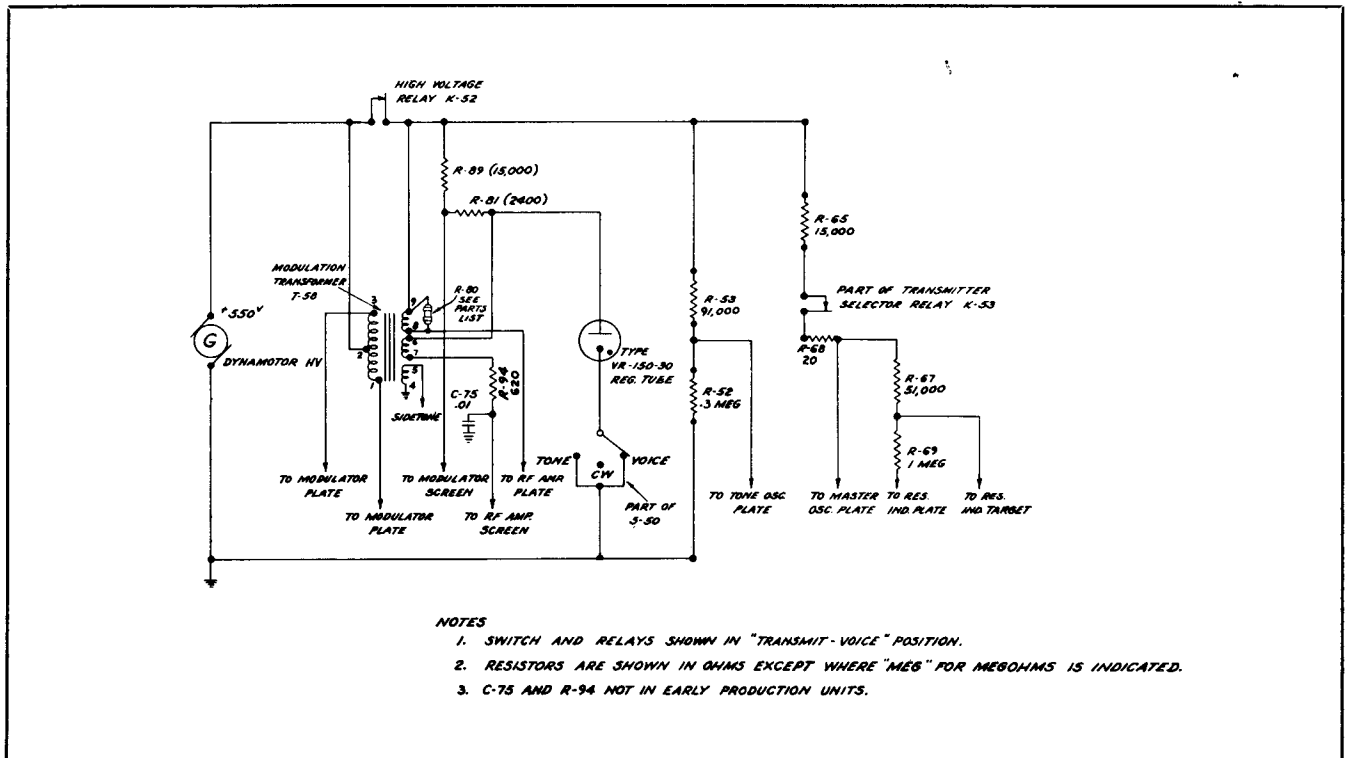 HIGH VOLTAGE
RELAY K-52
R-89 (15,000)
R-81 (2400)
R-65
15,000
MODULATION
TRANSFORMER
T-58
3
9
R-80
SEE
PARTS
LIST
PART OF TRANSMITTER
SELECTOR RELAY K-53
+550V
R-53
91,000
G
8
6
DYNAMOTOR HV
2
7
TYPE
VR-150-30
REG. TUBE
R-68
20
R-67
51,000
1
5
4
R-94
620
C-75
.01
R-52
.3 MEG
SIDETONE
R-69
1 MEG
TONE
VOICE
CW
TO MODULATOR
PLATE
TO MODULATOR
SCREEN
TO RF AMP.
PLATE
PART OF
S-50
TO TONE OSC.
PLATE
TO MASTER
OSC. PLATE
TO RES.
IND. PLATE
TO RES.
IND. TARGET
TO MODULATOR
PLATE
TO RF AMP.
SCREEN
NOTES
1. SWITCH AND RELAYS SHOWN IN "TRANSMIT-VOICE" POSITION.
2. RESISTORS ARE SHOWN IN OHMS EXCEPT WHERE "MEG" FOR MEGOHMS IS INDICATED.
3. C-75 AND R-94 NOT IN EARLY PRODUCTION UNITS.